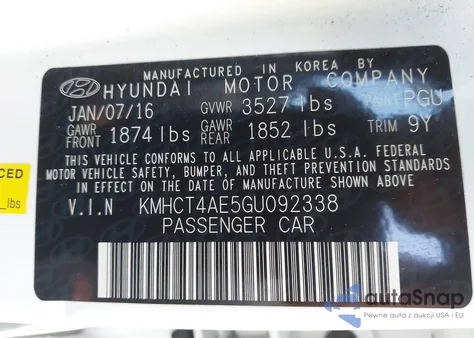 MANUFACTURED IN KOREA BY
HYUNDAI MOTOR COMPANY
JAN/07/16 GVWR 3527 lbs PAINT PGU
GAWR FRONT 1874 lbs GAWR REAR 1852 lbs TRIM 9Y
THIS VEHICLE CONFORMS TO ALL APPLICABLE U.S.A. FEDERAL
MOTOR VEHICLE SAFETY, BUMPER, AND THEFT PREVENTION STANDARDS
IN EFFECT ON THE DATE OF MANUFACTURE SHOWN ABOVE.
V.I.N KMHCT4AE5GU092338
PASSENGER CAR
CED
lbs
autaSnap
Pewne auta z aukcji USA i EU